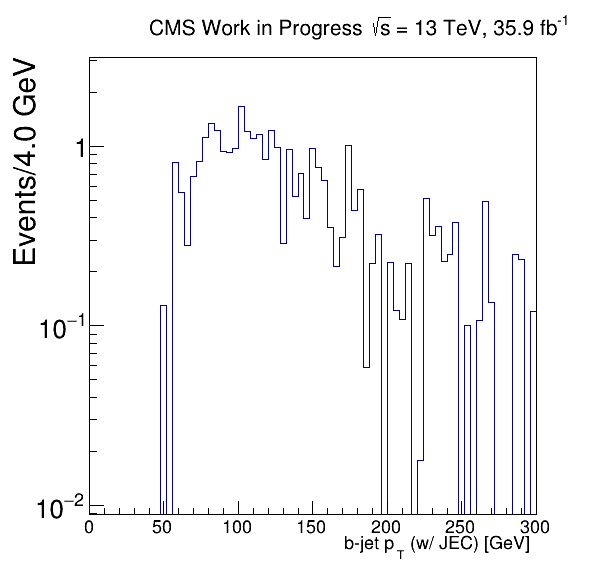 CMS Work in Progress √s = 13 TeV, 35.9 fb⁻¹
Events/4.0 GeV
1
10⁻¹
10⁻²
0 50 100 150 200 250 300
b-jet p_T (w/ JEC) [GeV]